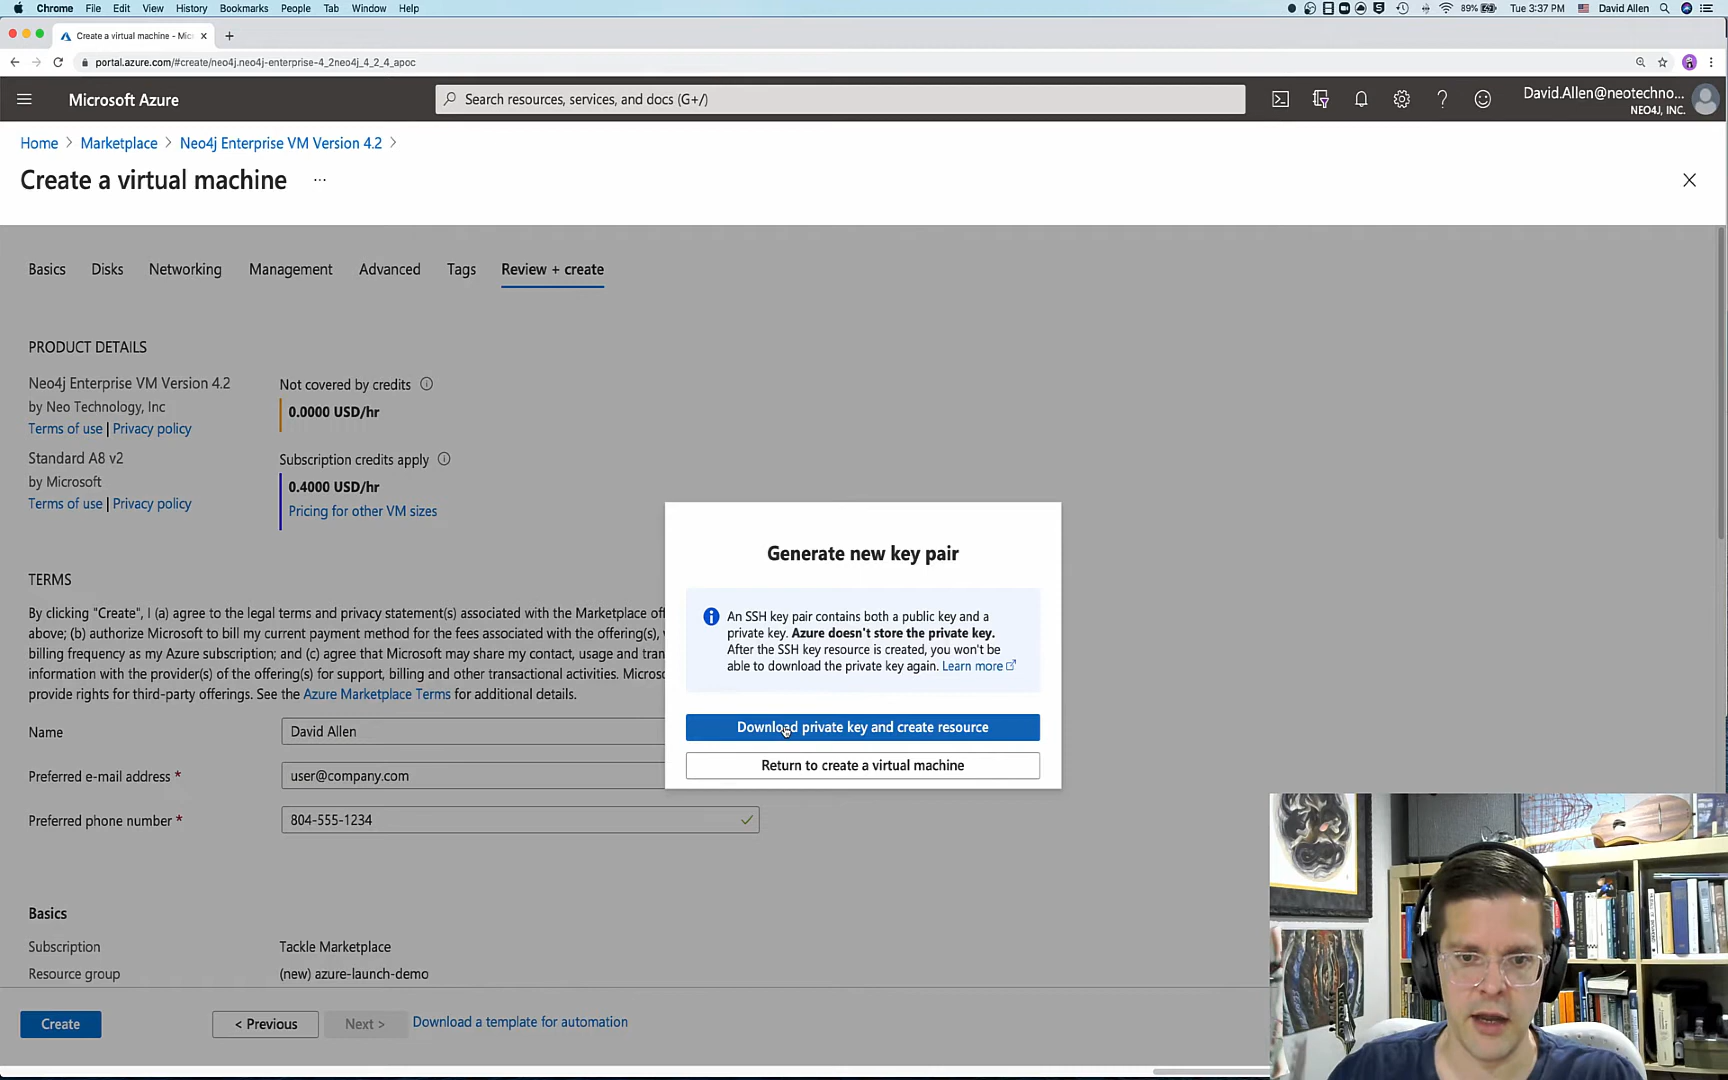 Chrome File Edit View History Bookmarks People Tab Window Help
89% Tue 3:37 PM David Allen
Create a virtual machine - Mic
portal.azure.com/#create/neo4j.neo4j-enterprise-4_2neo4j_4_2_4_apoc
Microsoft Azure
Search resources, services, and docs (G+/)
David.Allen@neotechno...
NEO4J, INC.
Home > Marketplace > Neo4j Enterprise VM Version 4.2 >
Create a virtual machine ...
Basics Disks Networking Management Advanced Tags Review + create
PRODUCT DETAILS
Neo4j Enterprise VM Version 4.2
by Neo Technology, Inc
Terms of use | Privacy policy
Not covered by credits
0.0000 USD/hr
Standard A8 v2
by Microsoft
Terms of use | Privacy policy
Subscription credits apply
0.4000 USD/hr
Pricing for other VM sizes
TERMS
By clicking "Create", I (a) agree to the legal terms and privacy statement(s) associated with the Marketplace of
above; (b) authorize Microsoft to bill my current payment method for the fees associated with the offering(s),
billing frequency as my Azure subscription; and (c) agree that Microsoft may share my contact, usage and tran
information with the provider(s) of the offering(s) for support, billing and other transactional activities. Micros
provide rights for third-party offerings. See the Azure Marketplace Terms for additional details.
Name
David Allen
Preferred e-mail address *
user@company.com
Preferred phone number *
804-555-1234
Basics
Subscription
Tackle Marketplace
Resource group
(new) azure-launch-demo
Create
< Previous
Next >
Download a template for automation
Generate new key pair
An SSH key pair contains both a public key and a
private key. Azure doesn't store the private key.
After the SSH key resource is created, you won't be
able to download the private key again. Learn more
Download private key and create resource
Return to create a virtual machine